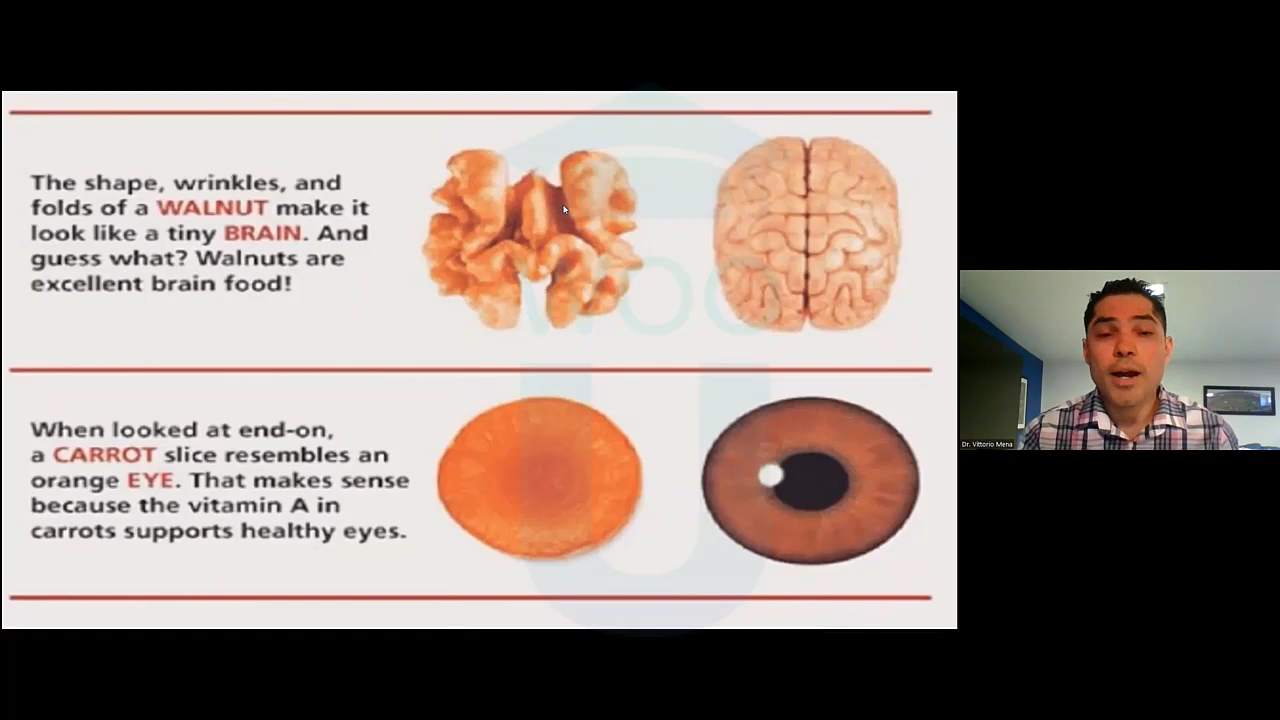 The shape, wrinkles, and
folds of a WALNUT make it
look like a tiny BRAIN. And
guess what? Walnuts are
excellent brain food!
When looked at end-on,
a CARROT slice resembles an
orange EYE. That makes sense
because the vitamin A in
carrots supports healthy eyes.
WOO
U
Dr. Vittorio Mena